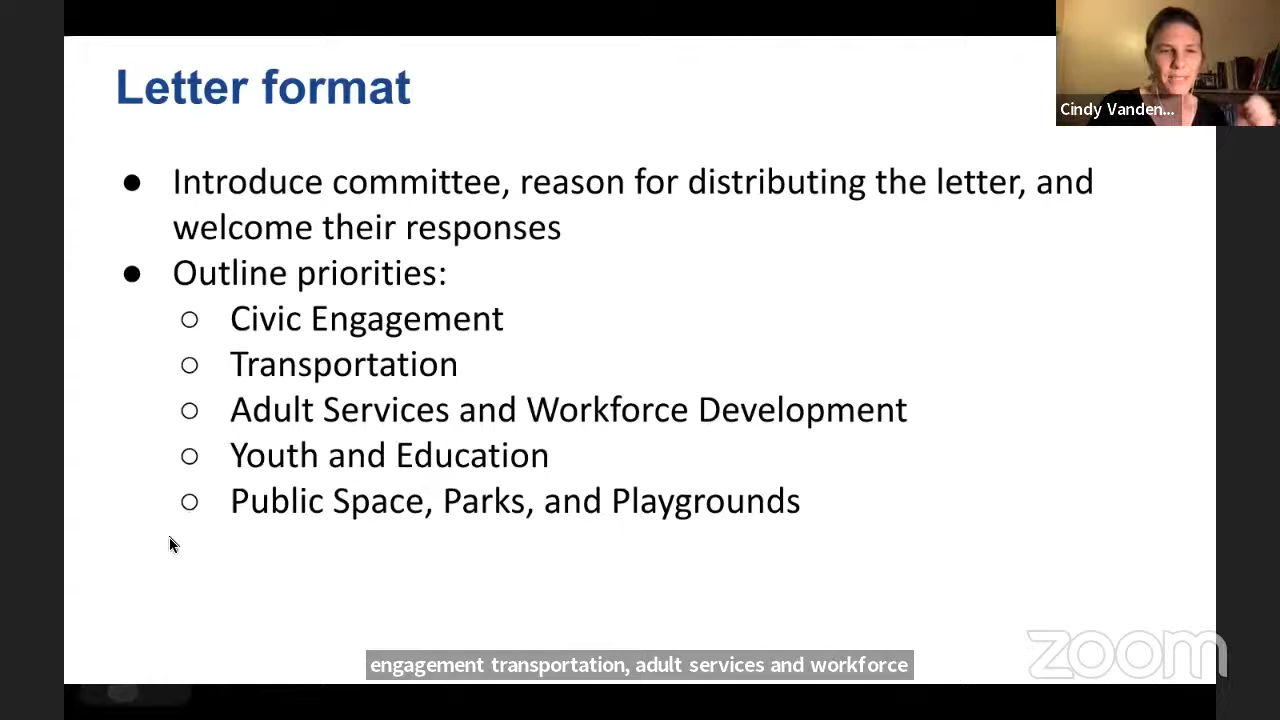 Letter format
Cindy Vanden...
● Introduce committee, reason for distributing the letter, and
welcome their responses
● Outline priorities:
○ Civic Engagement
○ Transportation
○ Adult Services and Workforce Development
○ Youth and Education
○ Public Space, Parks, and Playgrounds
zoom
engagement transportation, adult services and workforce